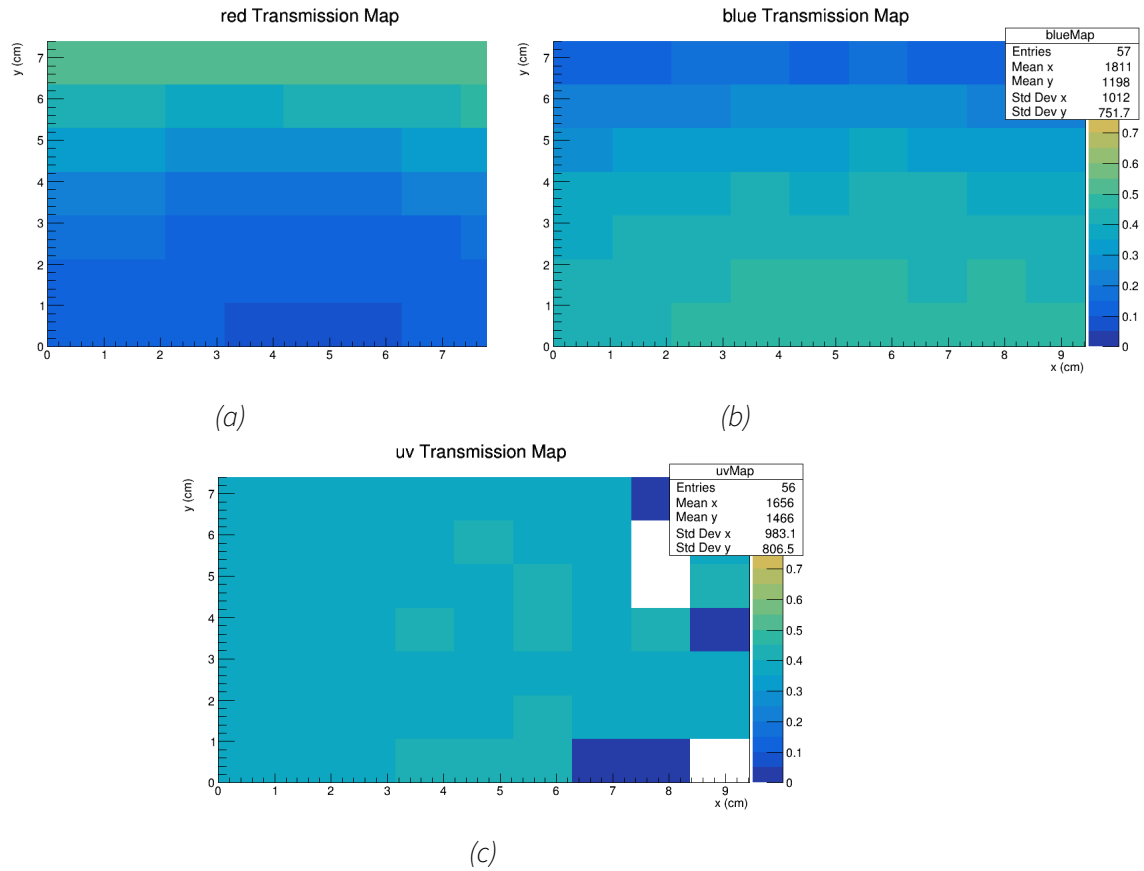 red Transmission Map
y (cm)
7
6
5
4
3
2
1
0
0 1 2 3 4 5 6 7
(a)
blue Transmission Map
y (cm)
7
6
5
4
3
2
1
0
0 1 2 3 4 5 6 7 8 9
x (cm)
blueMap
Entries 57
Mean x 1811
Mean y 1198
Std Dev x 1012
Std Dev y 751.7
0.7
0.6
0.5
0.4
0.3
0.2
0.1
0
(b)
uv Transmission Map
y (cm)
7
6
5
4
3
2
1
0
0 1 2 3 4 5 6 7 8 9
x (cm)
uvMap
Entries 56
Mean x 1656
Mean y 1466
Std Dev x 983.1
Std Dev y 806.5
0.7
0.6
0.5
0.4
0.3
0.2
0.1
0
(c)